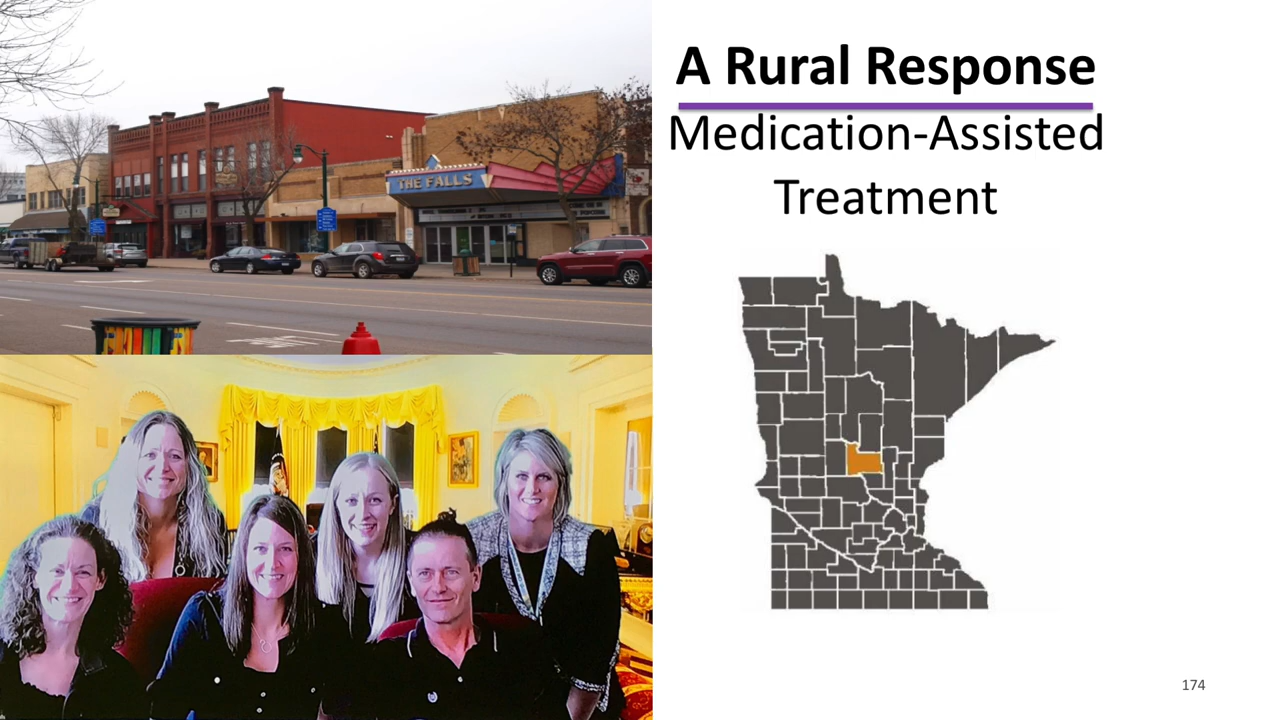 THE FALLS
A Rural Response
Medication-Assisted
Treatment
174